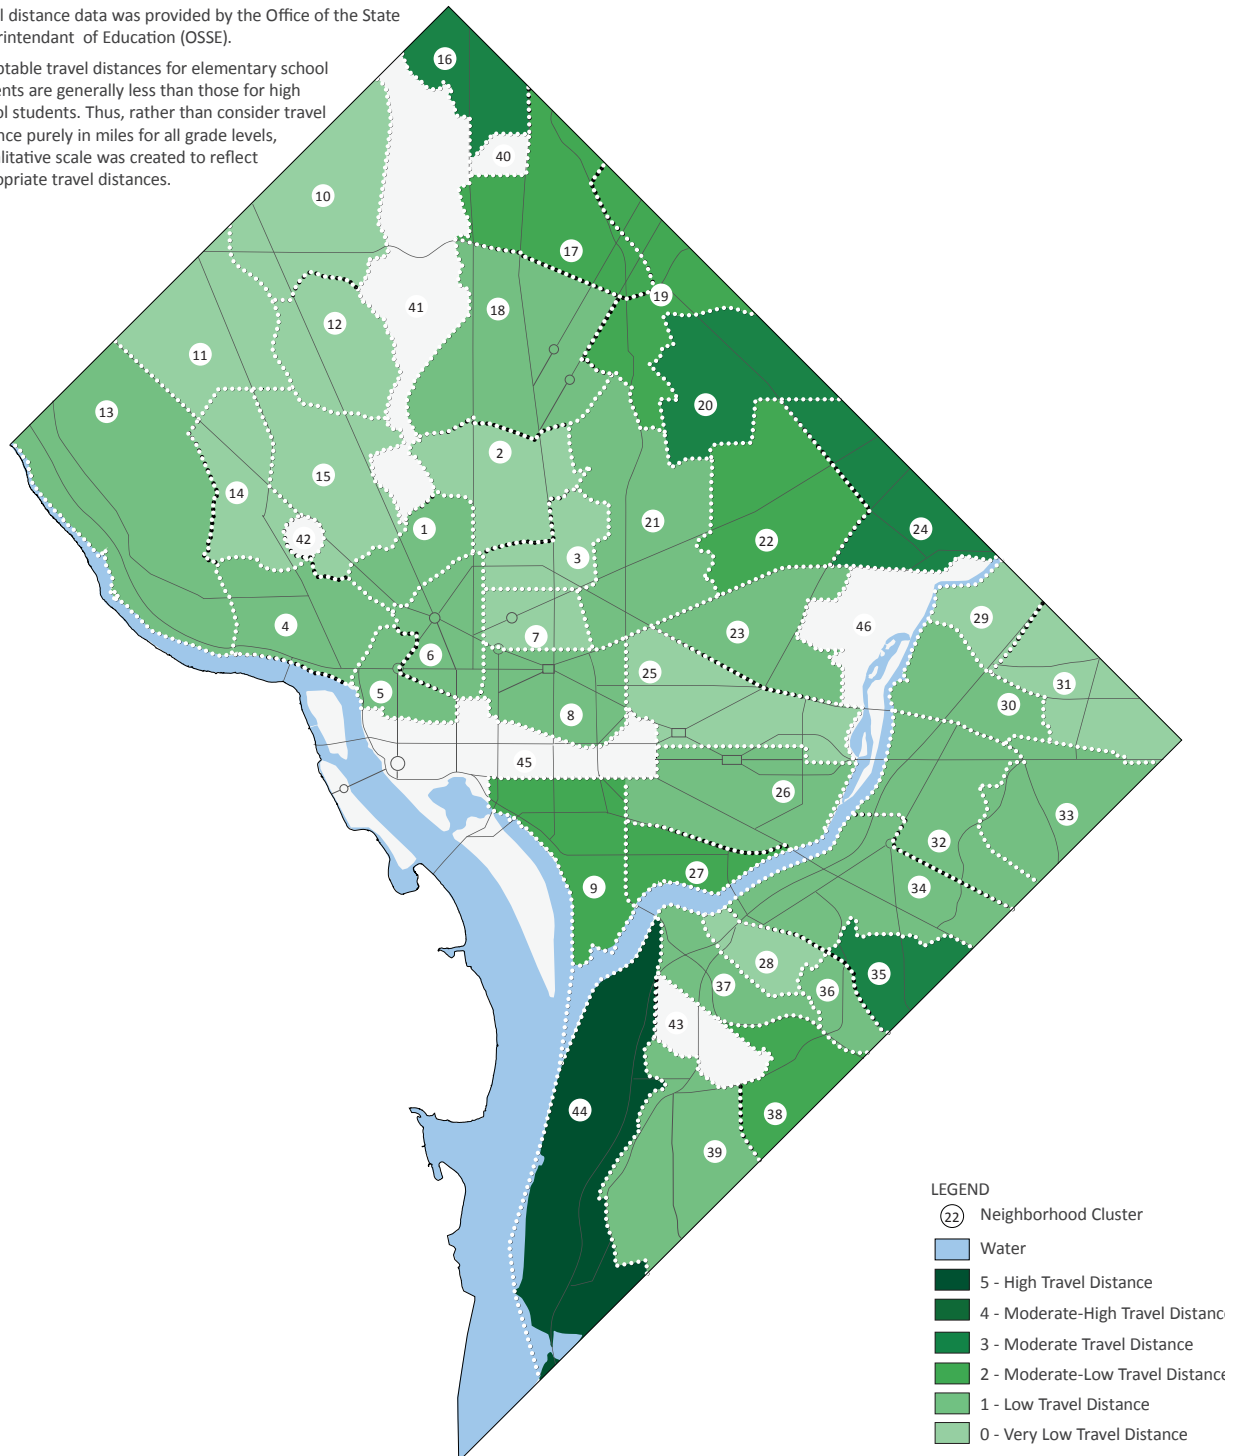 l distance data was provided by the Office of the State
rintendant of Education (OSSE).
ptable travel distances for elementary school
ents are generally less than those for high
ol students. Thus, rather than consider travel
nce purely in miles for all grade levels,
litative scale was created to reflect
opriate travel distances.
16
40
10
17
41
18
19
12
11
13
20
2
15
14
1
21
42
22
24
3
4
7
23
46
29
6
25
31
5
30
8
45
26
33
32
27
9
34
28
35
37
36
43
44
38
39
LEGEND
22 Neighborhood Cluster
Water
5 - High Travel Distance
4 - Moderate-High Travel Distance
3 - Moderate Travel Distance
2 - Moderate-Low Travel Distance
1 - Low Travel Distance
0 - Very Low Travel Distance